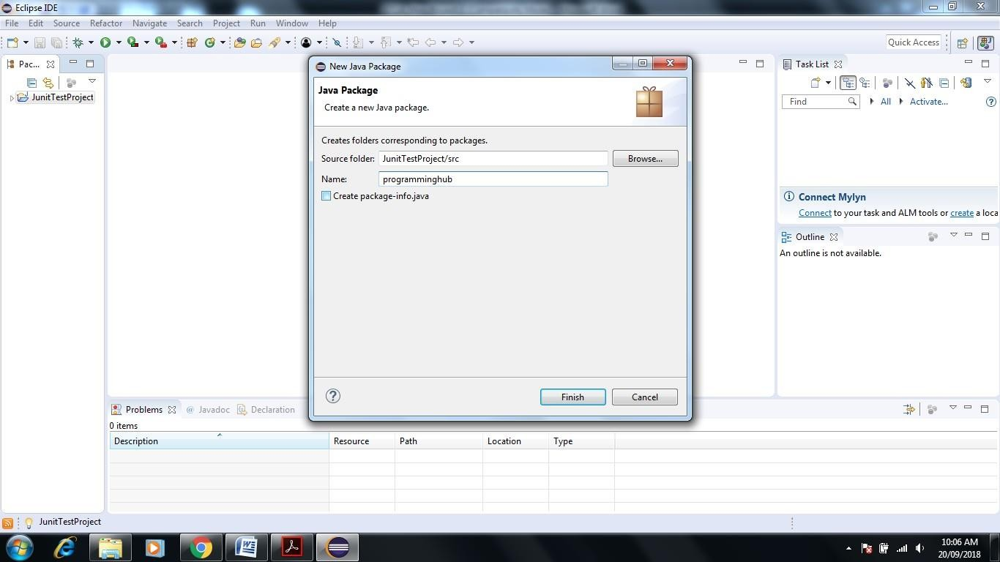 Eclipse IDE
File Edit Source Refactor Navigate Search Project Run Window Help
Quick Access
Pac...
JunitTestProject
New Java Package
Java Package
Create a new Java package.
Creates folders corresponding to packages.
Source folder: JunitTestProject/src Browse...
Name: programminghub
Create package-info.java
? Finish Cancel
Task List
Find All Activate... ?
Connect Mylyn
Connect to your task and ALM tools or create a loca
Outline
An outline is not available.
Problems @ Javadoc Declaration
0 items
Description Resource Path Location Type
JunitTestProject
10:06 AM
20/09/2018